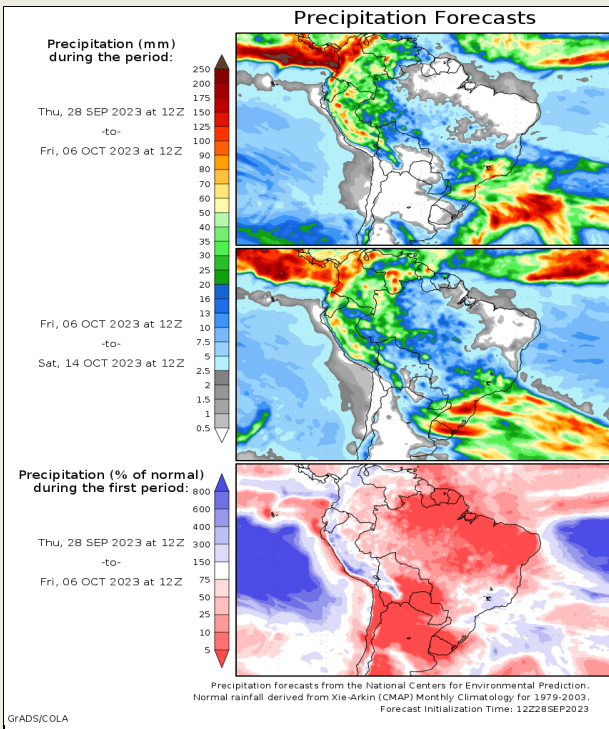 Precipitation Forecasts
Precipitation (mm)
during the period:
Thu, 28 SEP 2023 at 12Z
-to-
Fri, 06 OCT 2023 at 12Z
250
200
175
150
125
100
90
80
70
60
50
40
35
30
25
20
16
13
10
7.5
5
2.5
2
1.5
1
0.5
Fri, 06 OCT 2023 at 12Z
-to-
Sat, 14 OCT 2023 at 12Z
Precipitation (% of normal)
during the first period:
Thu, 28 SEP 2023 at 12Z
-to-
Fri, 06 OCT 2023 at 12Z
800
600
400
300
150
75
50
25
10
5
Precipitation forecasts from the National Centers for Environmental Prediction.
Normal rainfall derived from Xie-Arkin (CMAP) Monthly Climatology for 1979-2003.
Forecast Initialization Time: 12Z28SEP2023
GrADS/COLA